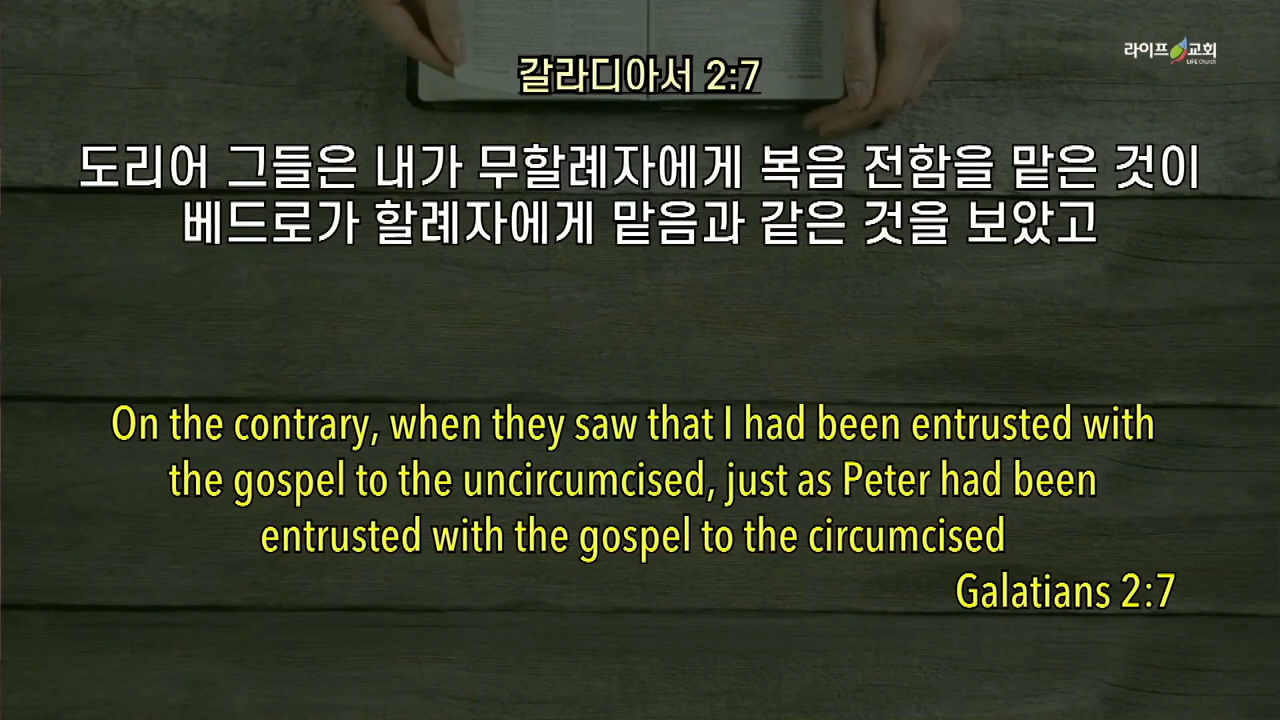 라이프교회
LIFE Church
갈라디아서 2:7
도리어 그들은 내가 무할례자에게 복음 전함을 맡은 것이
베드로가 할례자에게 맡음과 같은 것을 보았고
On the contrary, when they saw that I had been entrusted with
the gospel to the uncircumcised, just as Peter had been
entrusted with the gospel to the circumcised
Galatians 2:7